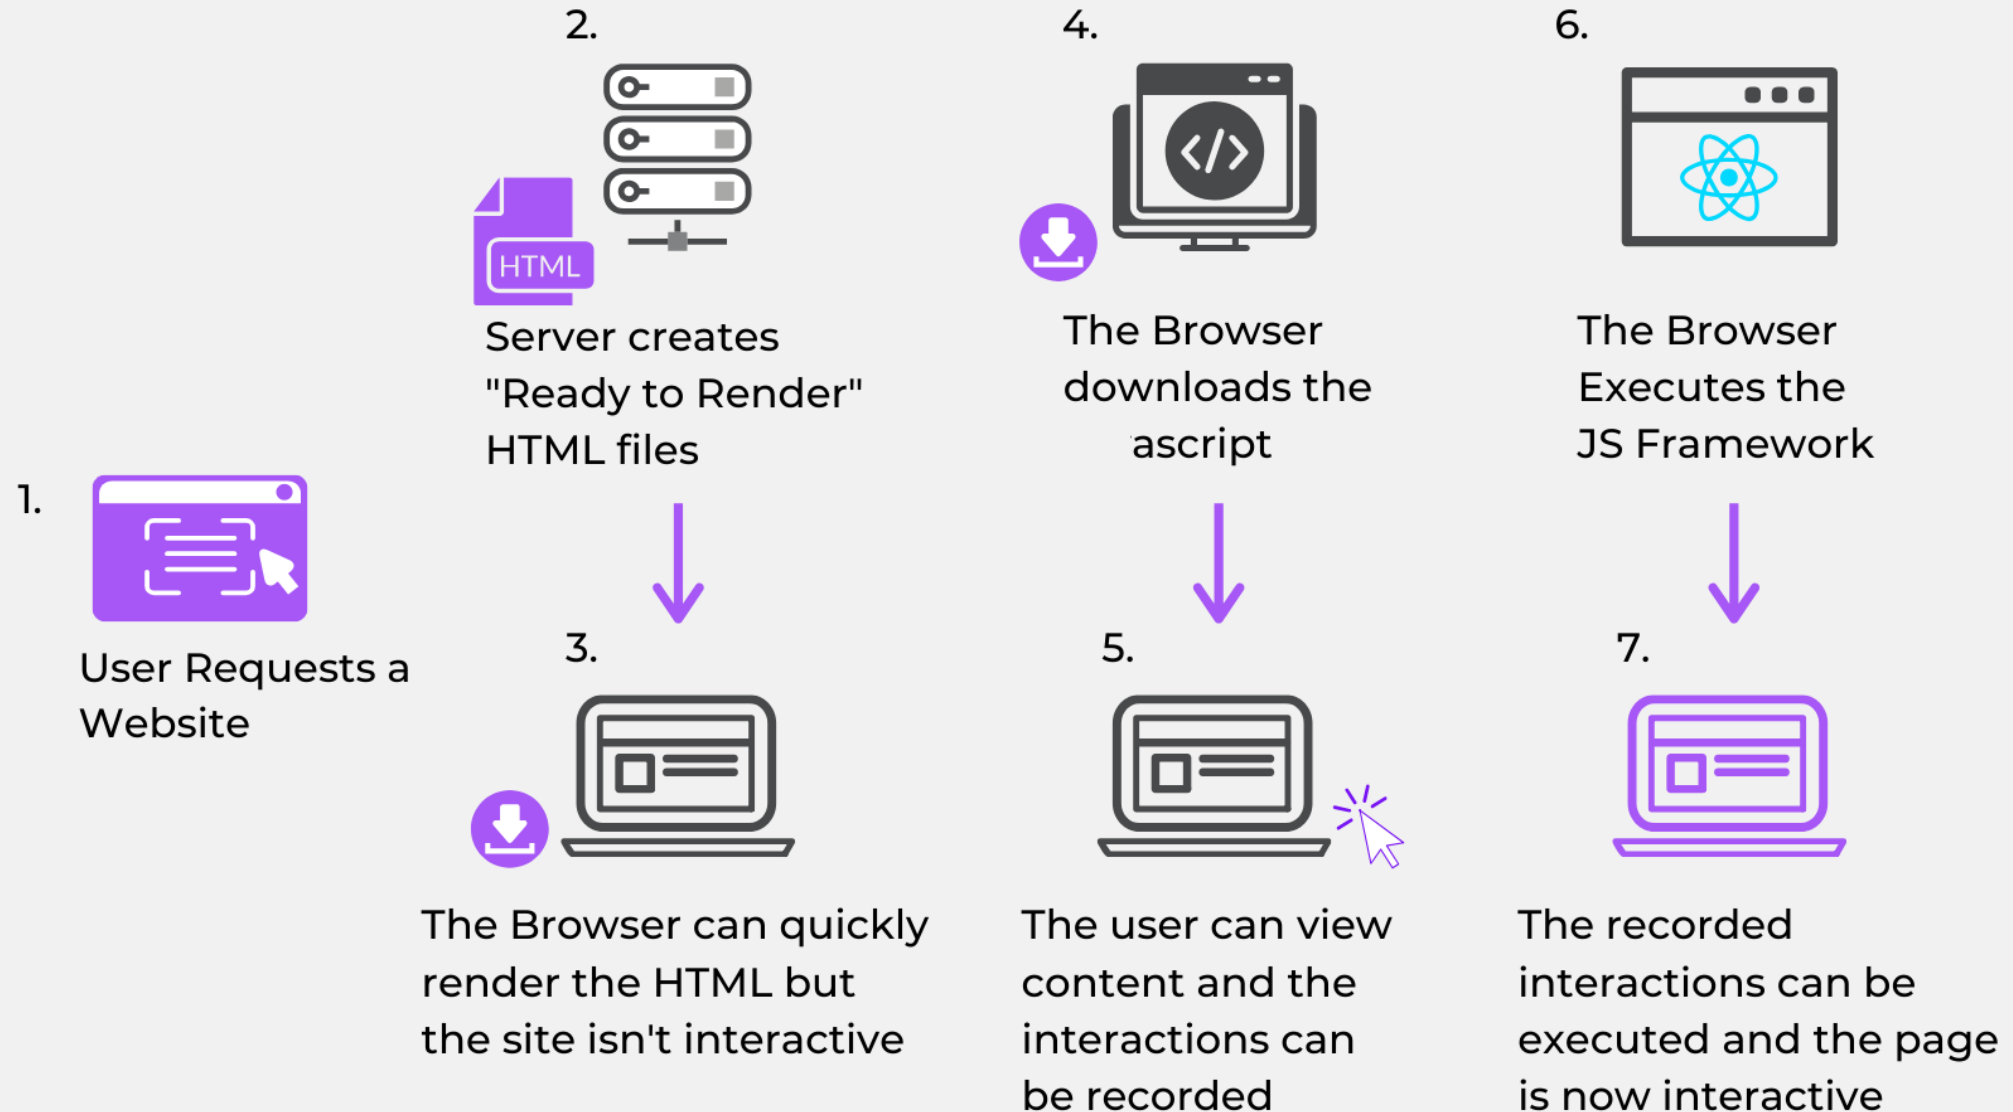 1.
User Requests a
Website
2.
HTML
Server creates
"Ready to Render"
HTML files
3.
The Browser can quickly
render the HTML but
the site isn't interactive
4.
The Browser
downloads the
ascript
5.
The user can view
content and the
interactions can
be recorded
6.
The Browser
Executes the
JS Framework
7.
The recorded
interactions can be
executed and the page
is now interactive